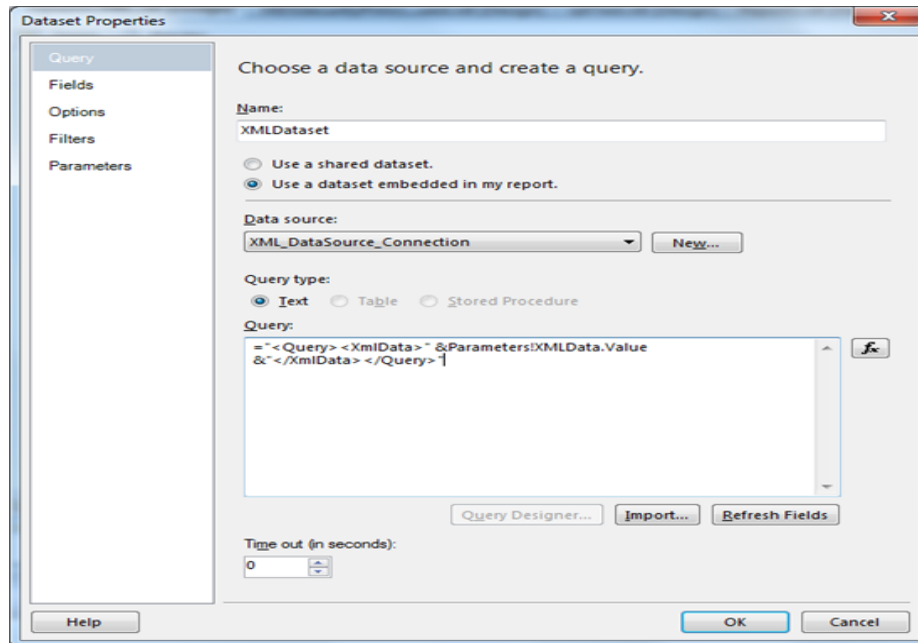 Dataset Properties
Query
Fields
Options
Filters
Parameters
Choose a data source and create a query.
Name:
XMLDataset
Use a shared dataset.
Use a dataset embedded in my report.
Data source:
XML_DataSource_Connection
New...
Query type:
Text Table Stored Procedure
Query:
="<Query> <XmlData>" &Parameters!XMLData.Value
&"</XmlData> </Query>"
fx
Query Designer... Import... Refresh Fields
Time out (in seconds):
0
Help OK Cancel